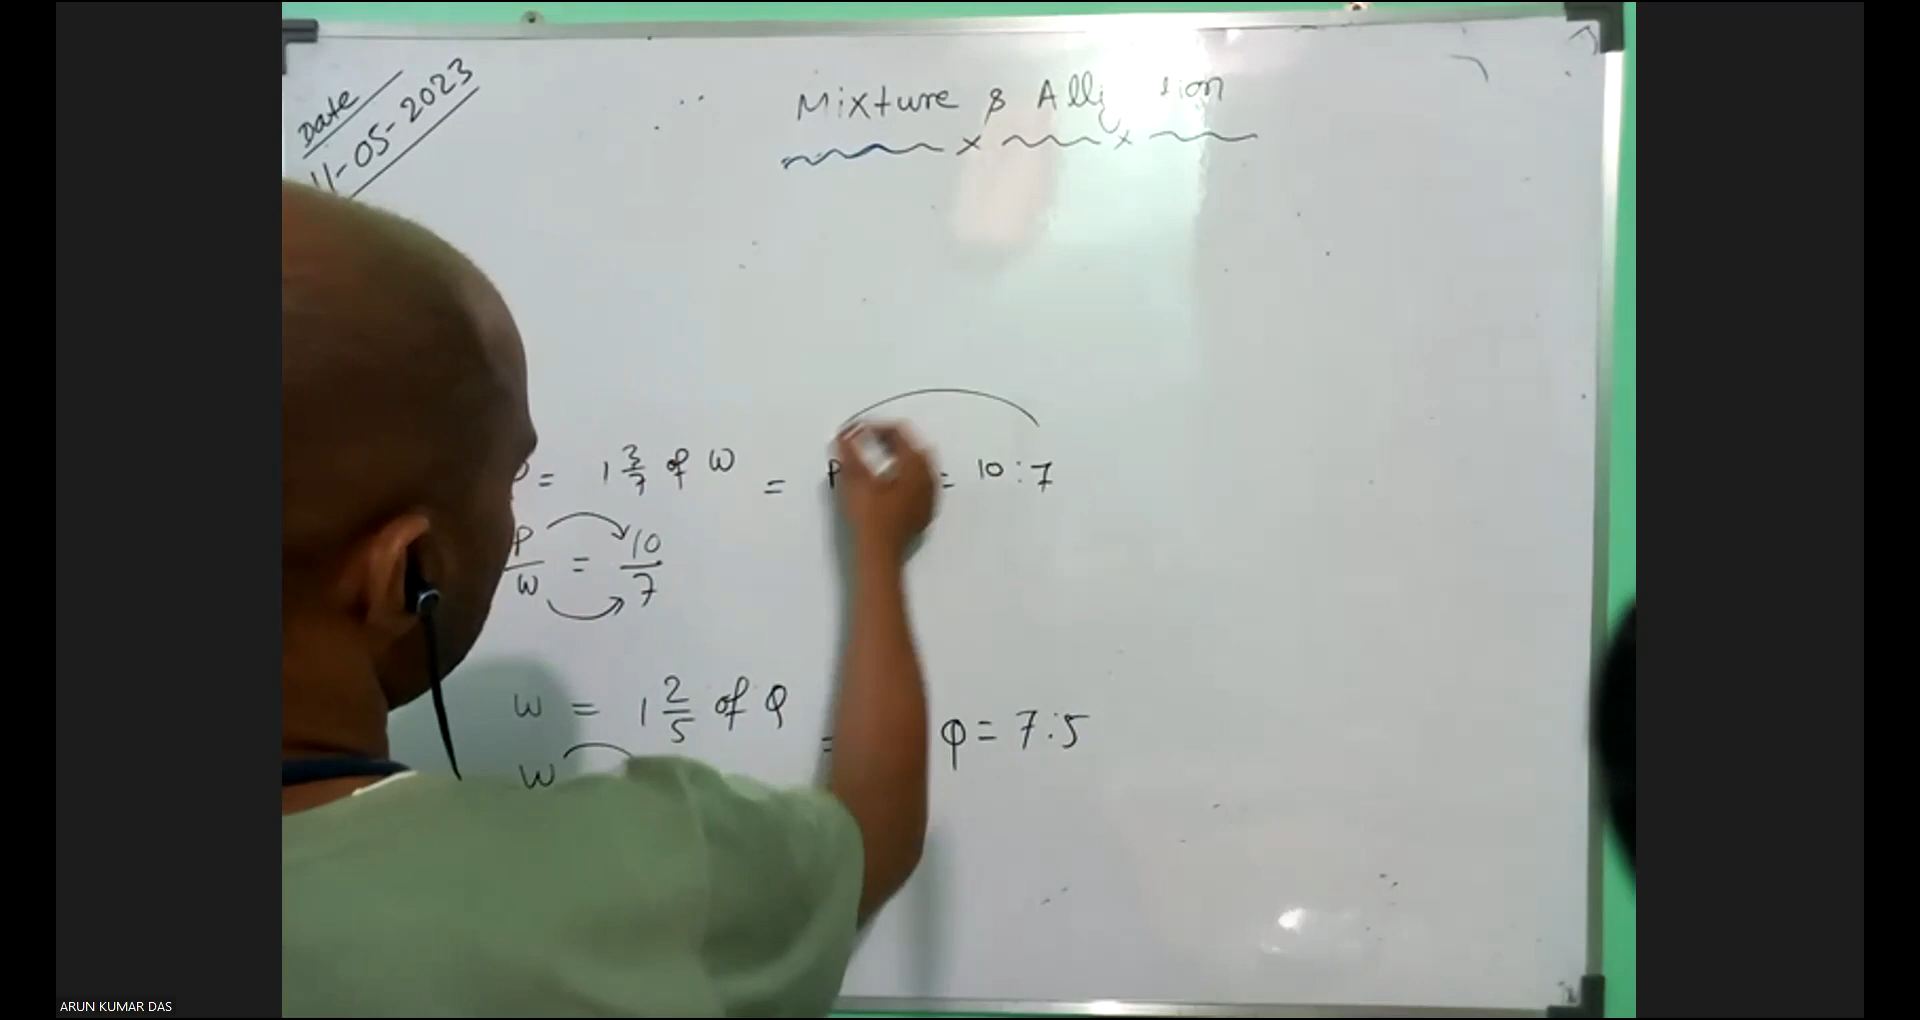 Date
11-05-2023
Mixture & Alligation
P = 1 3/7 of W = P = 10:7
P/W = 10/7
W = 1 2/5 of Q = Q = 7:5
W
ARUN KUMAR DAS